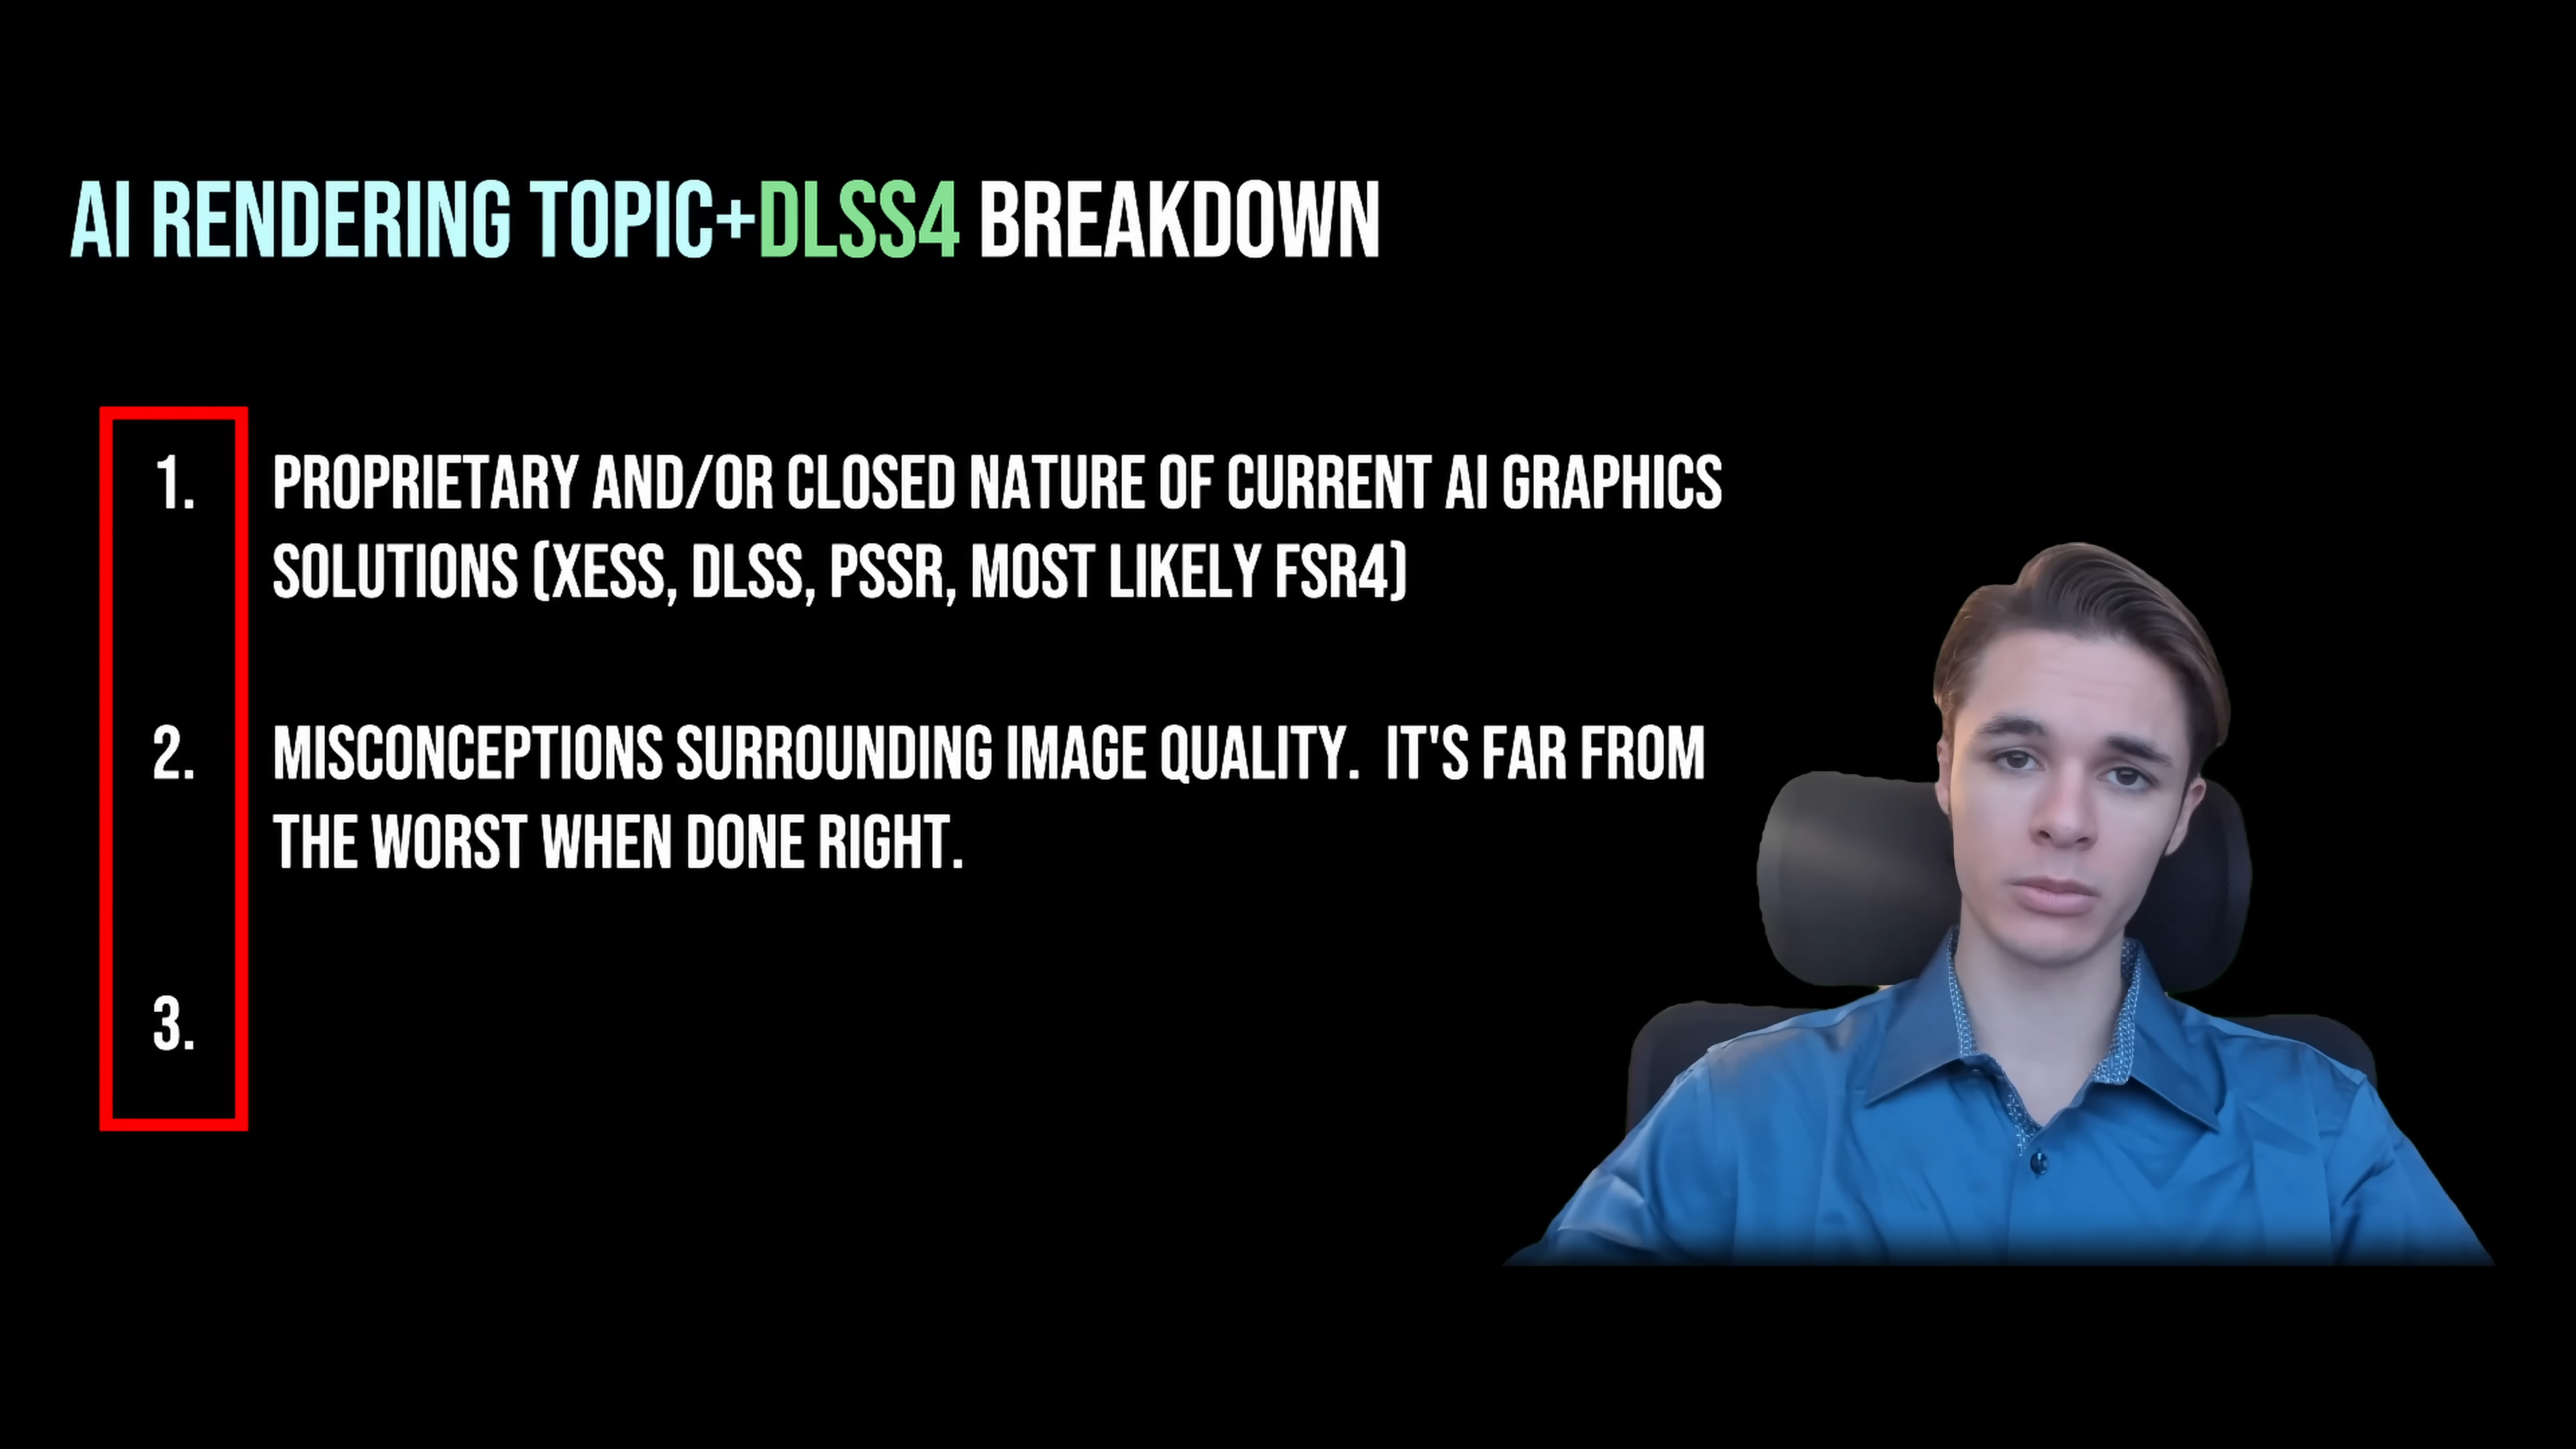 AI RENDERING TOPIC+DLSS4 BREAKDOWN
1. PROPRIETARY AND/OR CLOSED NATURE OF CURRENT AI GRAPHICS
SOLUTIONS (XESS, DLSS, PSSR, MOST LIKELY FSR4)
2. MISCONCEPTIONS SURROUNDING IMAGE QUALITY. IT'S FAR FROM
THE WORST WHEN DONE RIGHT.
3.